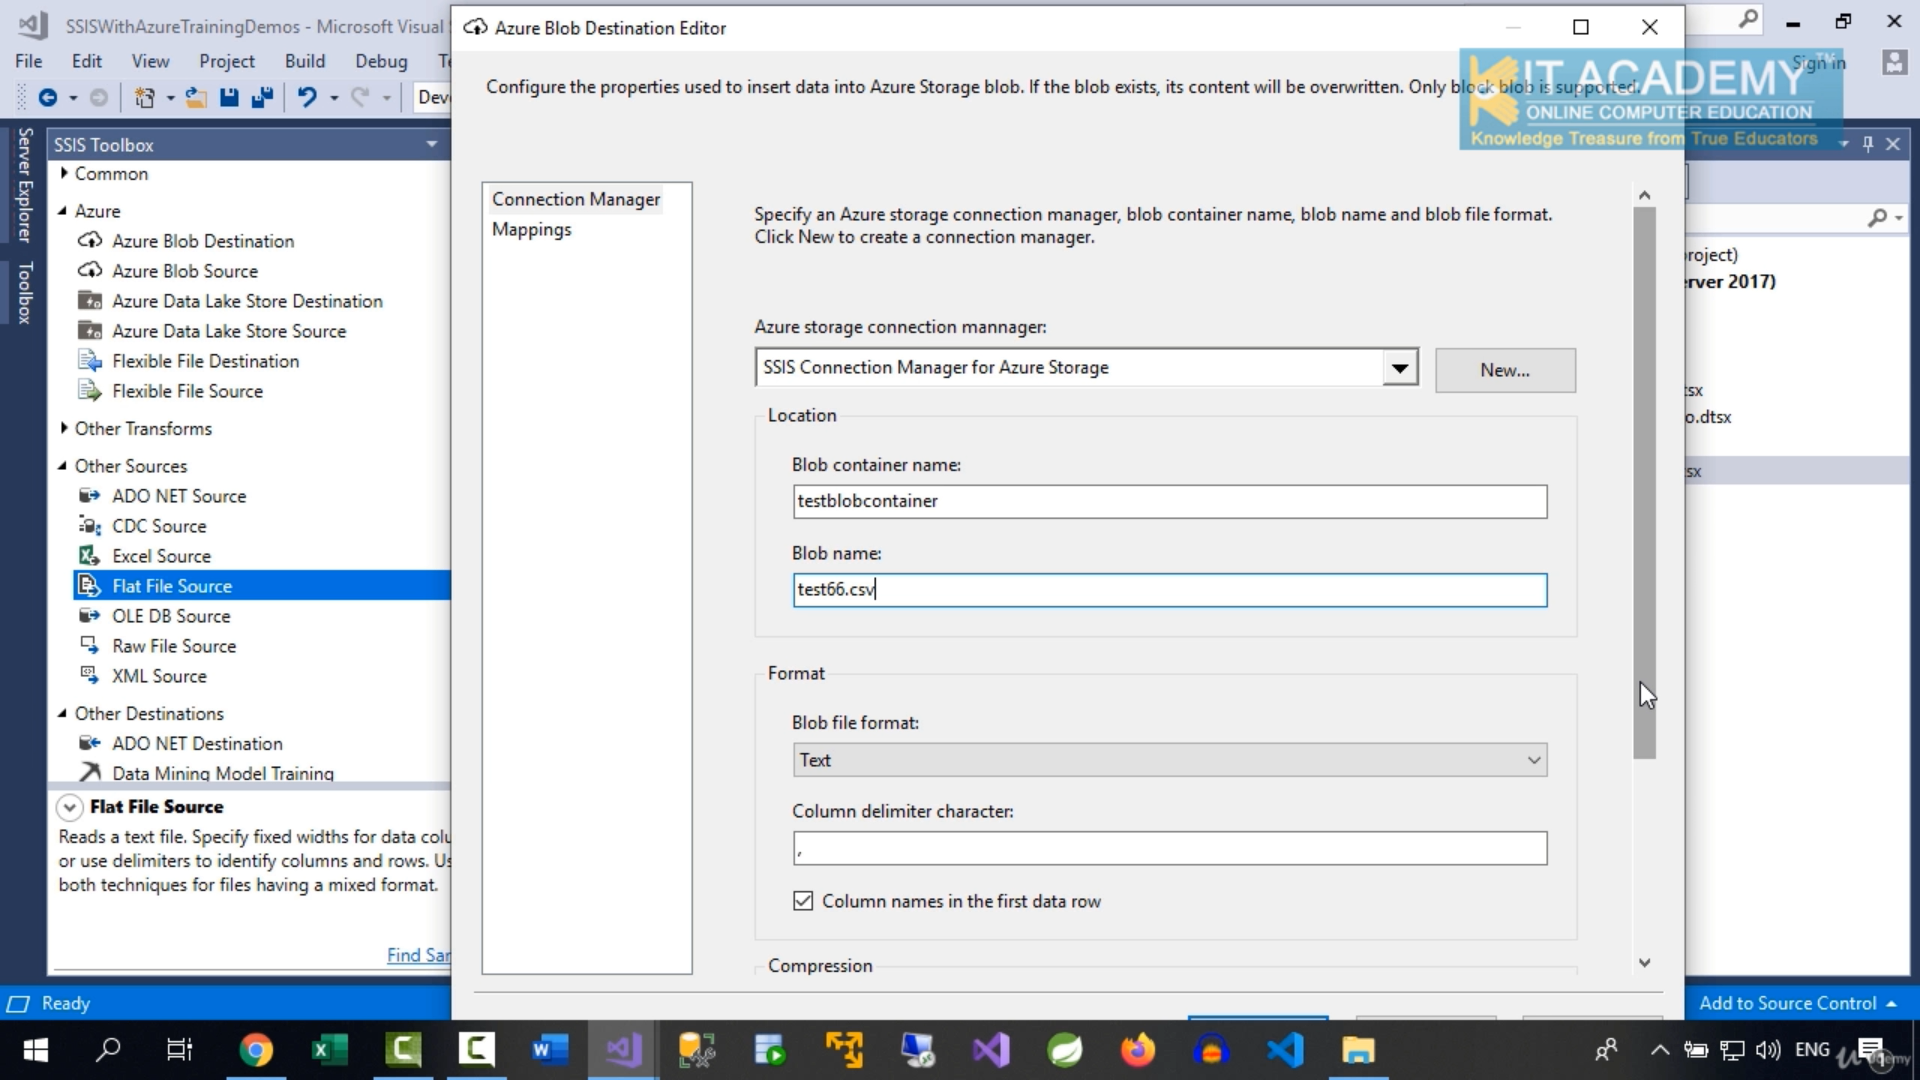 SSISWithAzureTrainingDemos - Microsoft Visual
Azure Blob Destination Editor
File Edit View Project Build Debug
Sign in
Configure the properties used to insert data into Azure Storage blob. If the blob exists, its content will be overwritten. Only block blob is supported.
IT ACADEMY™
ONLINE COMPUTER EDUCATION
Knowledge Treasure from True Educators
Server Explorer
Toolbox
SSIS Toolbox
Common
Azure
Azure Blob Destination
Azure Blob Source
Azure Data Lake Store Destination
Azure Data Lake Store Source
Flexible File Destination
Flexible File Source
Other Transforms
Other Sources
ADO NET Source
CDC Source
Excel Source
Flat File Source
OLE DB Source
Raw File Source
XML Source
Other Destinations
ADO NET Destination
Data Mining Model Training
Flat File Source
Reads a text file. Specify fixed widths for data colu
or use delimiters to identify columns and rows. Us
both techniques for files having a mixed format.
Find Sar
Connection Manager
Mappings
Specify an Azure storage connection manager, blob container name, blob name and blob file format.
Click New to create a connection manager.
Azure storage connection mannager:
SSIS Connection Manager for Azure Storage
New...
Location
Blob container name:
testblobcontainer
Blob name:
test66.csv
Format
Blob file format:
Text
Column delimiter character:
,
Column names in the first data row
Compression
roject)
erver 2017)
o.dtsx
Ready
Add to Source Control
ENG